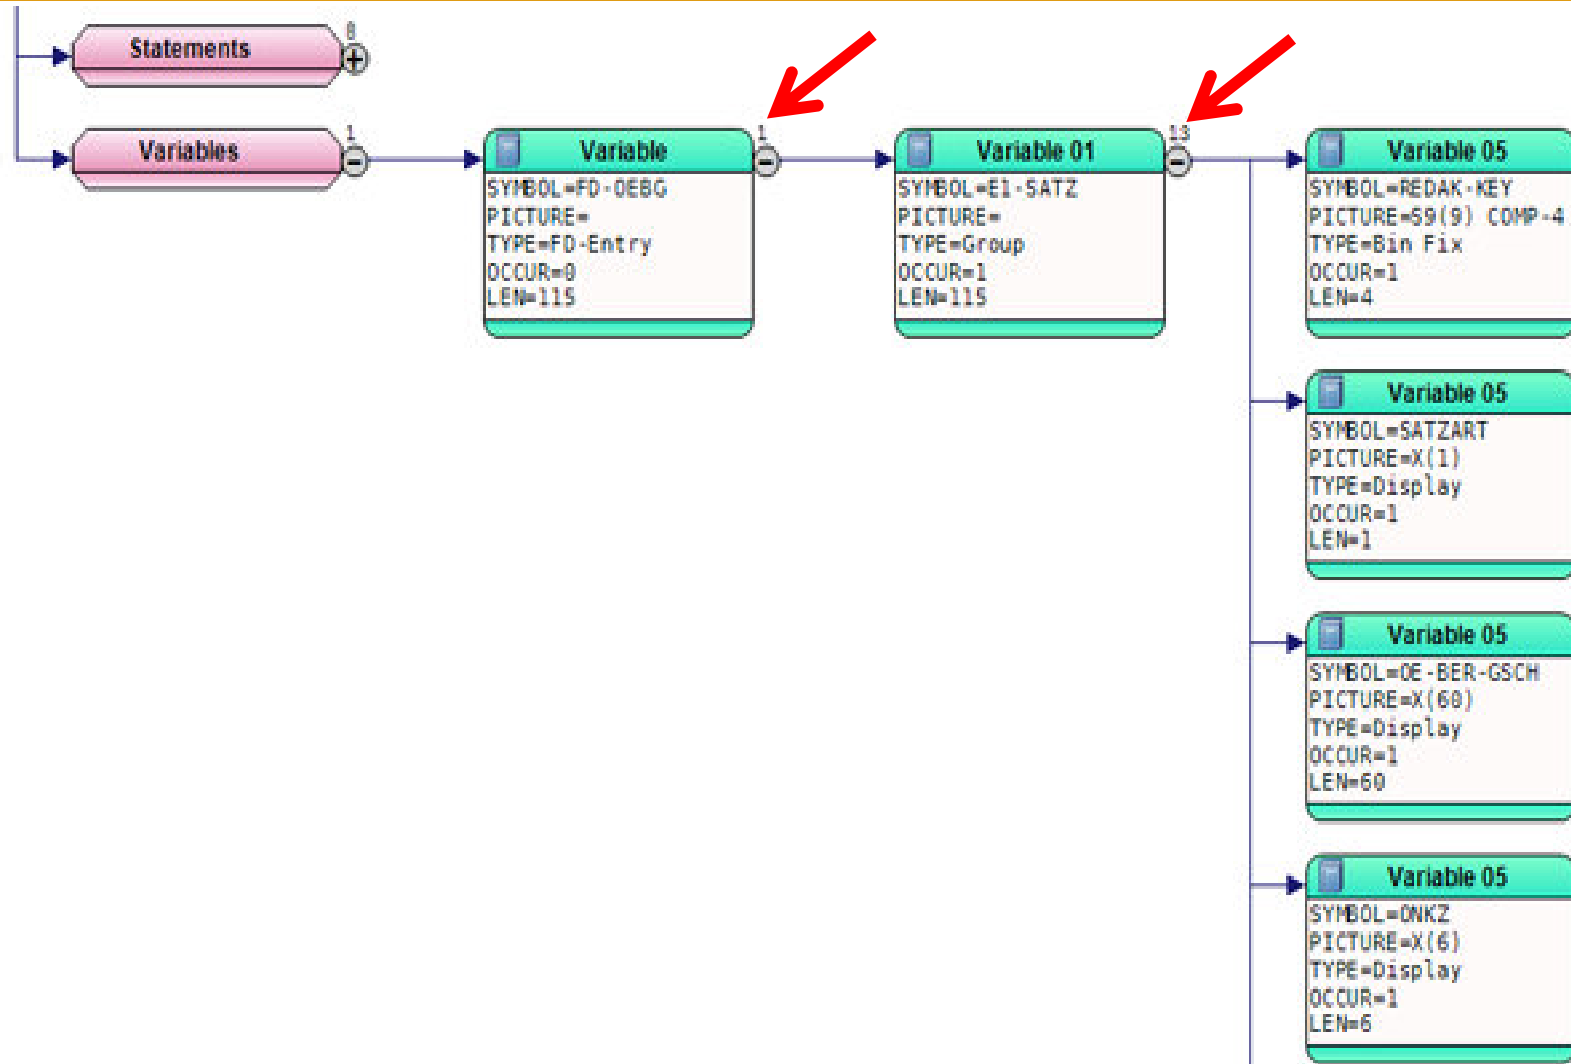 8
Statements
1
Variables
1
Variable
SYMBOL=FD-OEBG
PICTURE=
TYPE=FD-Entry
OCCUR=0
LEN=115
13
Variable 01
SYMBOL=E1-SATZ
PICTURE=
TYPE=Group
OCCUR=1
LEN=115
Variable 05
SYMBOL=REDAK-KEY
PICTURE=S9(9) COMP-4
TYPE=Bin Fix
OCCUR=1
LEN=4
Variable 05
SYMBOL=SATZART
PICTURE=X(1)
TYPE=Display
OCCUR=1
LEN=1
Variable 05
SYMBOL=OE-BER-GSCH
PICTURE=X(60)
TYPE=Display
OCCUR=1
LEN=60
Variable 05
SYMBOL=ONKZ
PICTURE=X(6)
TYPE=Display
OCCUR=1
LEN=6